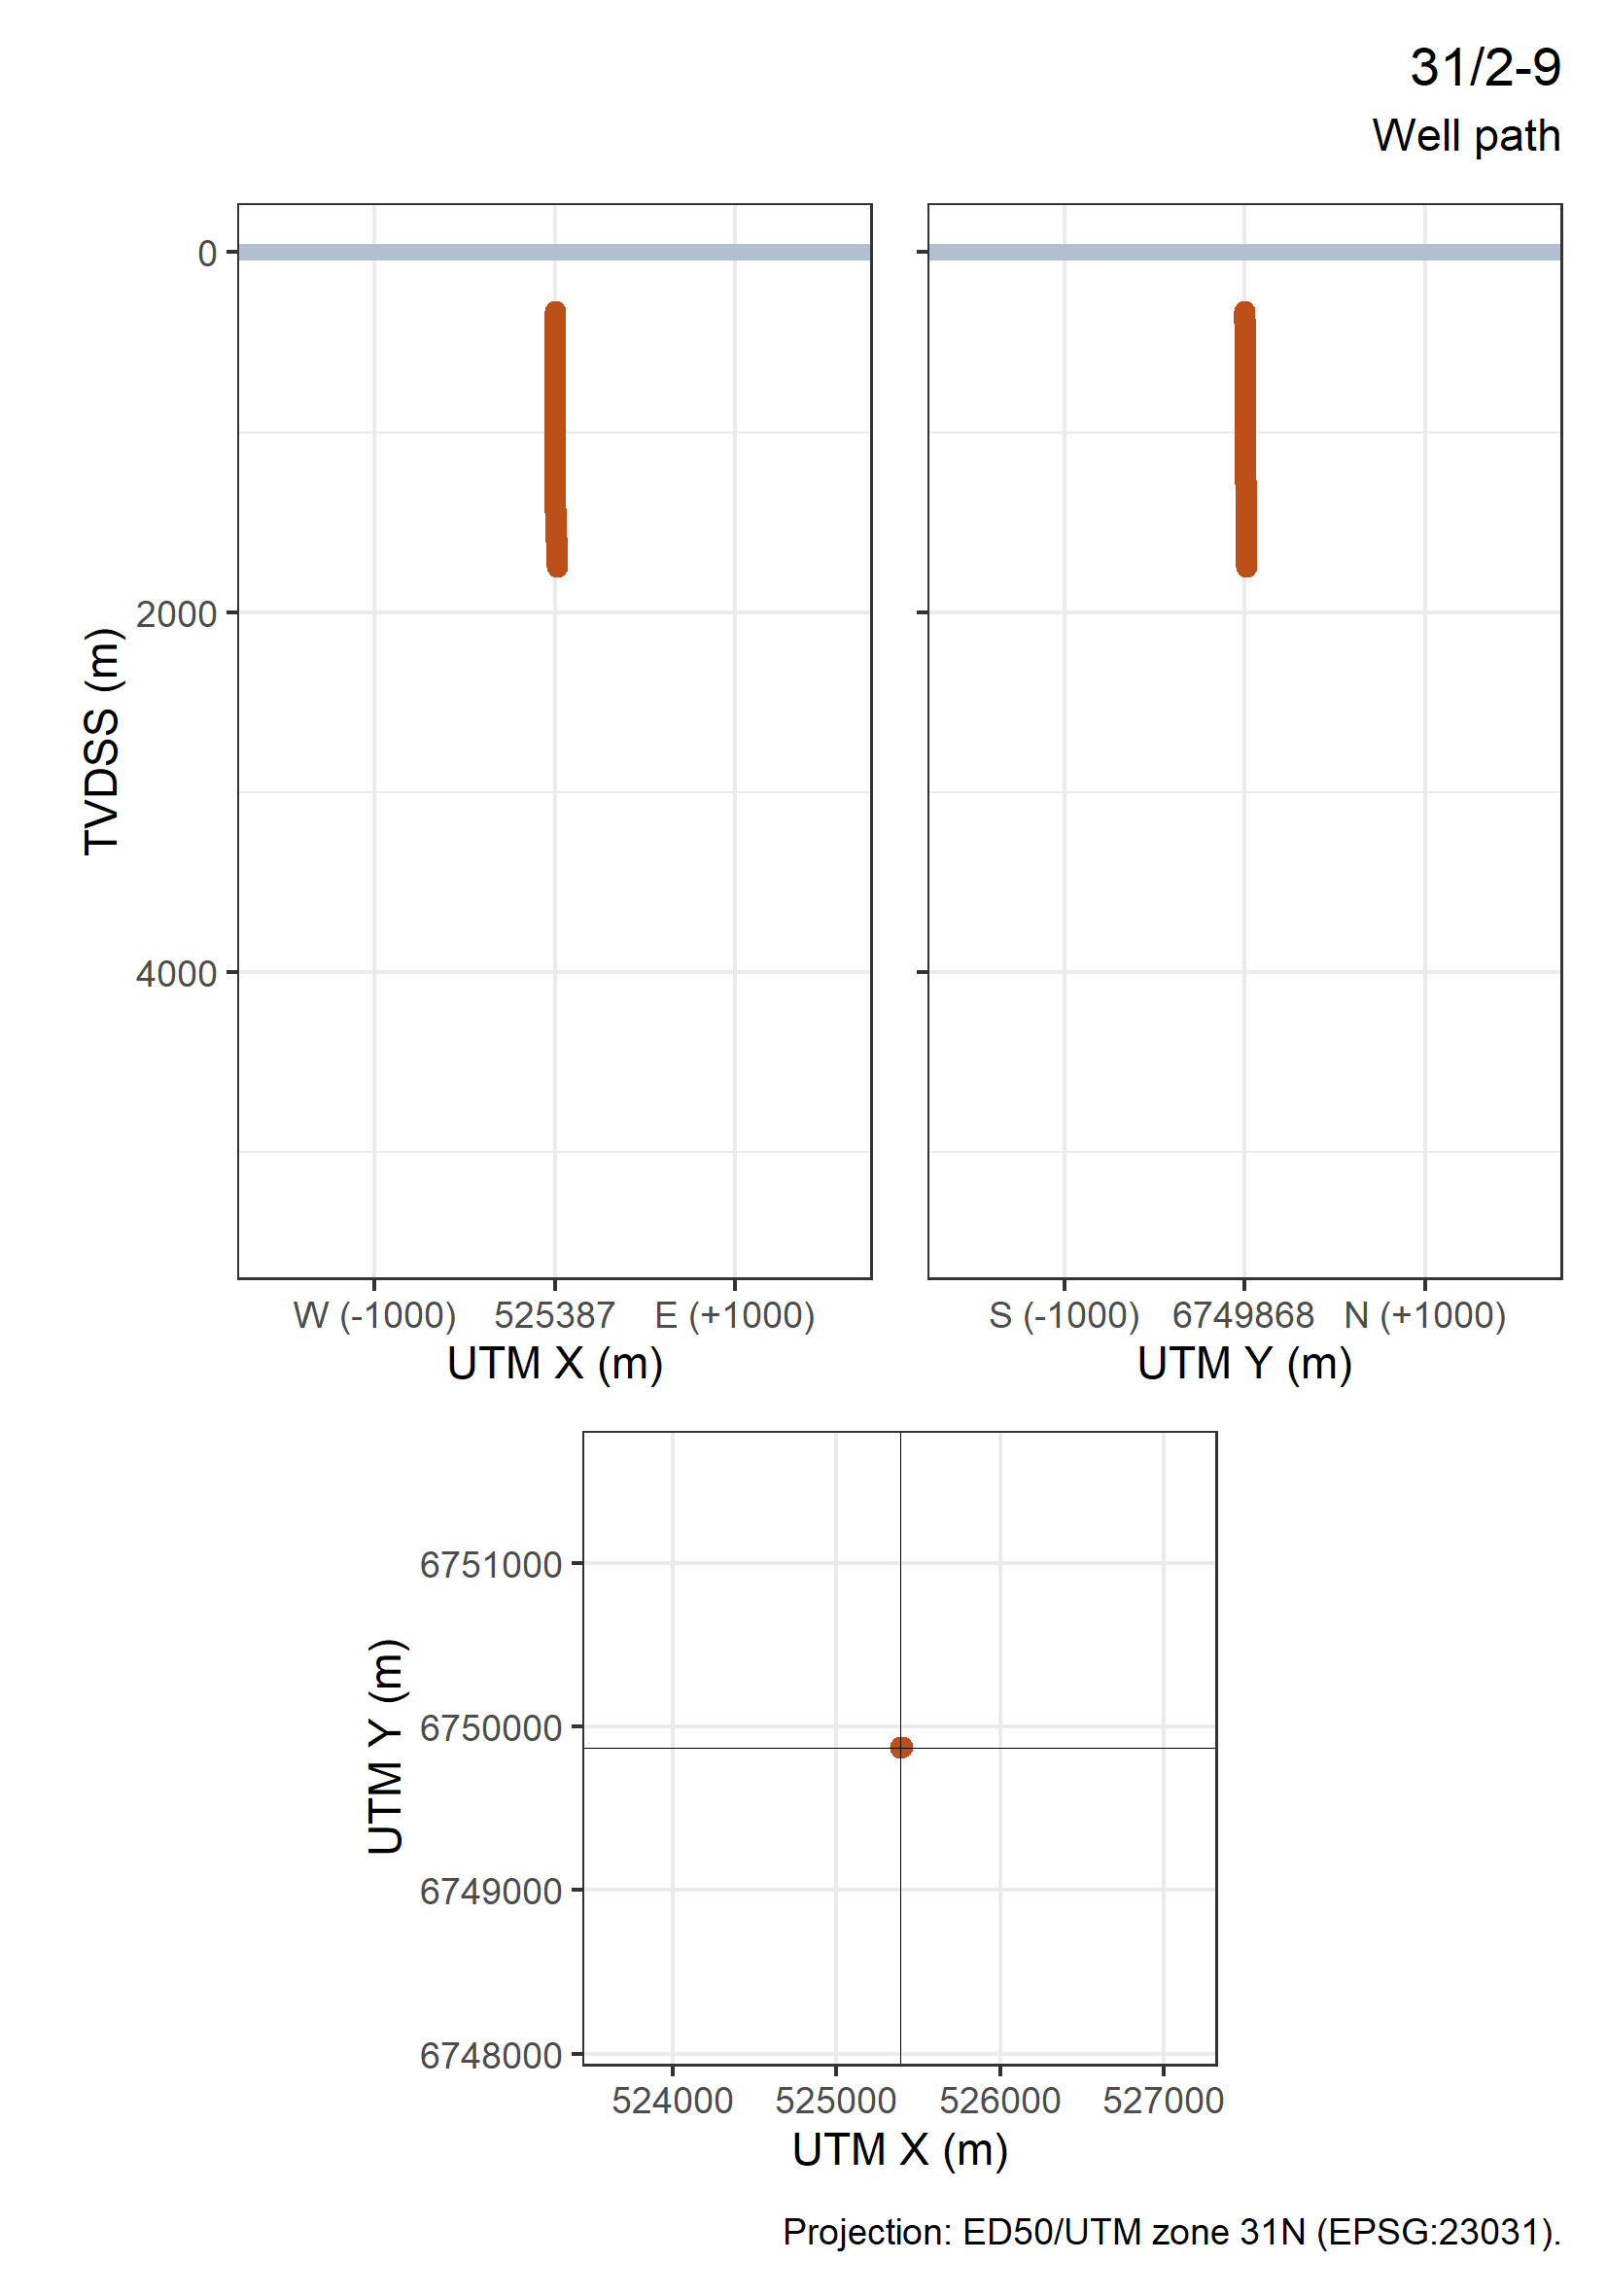 31/2-9
Well path
TVDSS (m)
0
2000
4000
W (-1000) 525387 E (+1000)
UTM X (m)
S (-1000) 6749868 N (+1000)
UTM Y (m)
UTM Y (m)
6751000
6750000
6749000
6748000
524000 525000 526000 527000
UTM X (m)
Projection: ED50/UTM zone 31N (EPSG:23031).